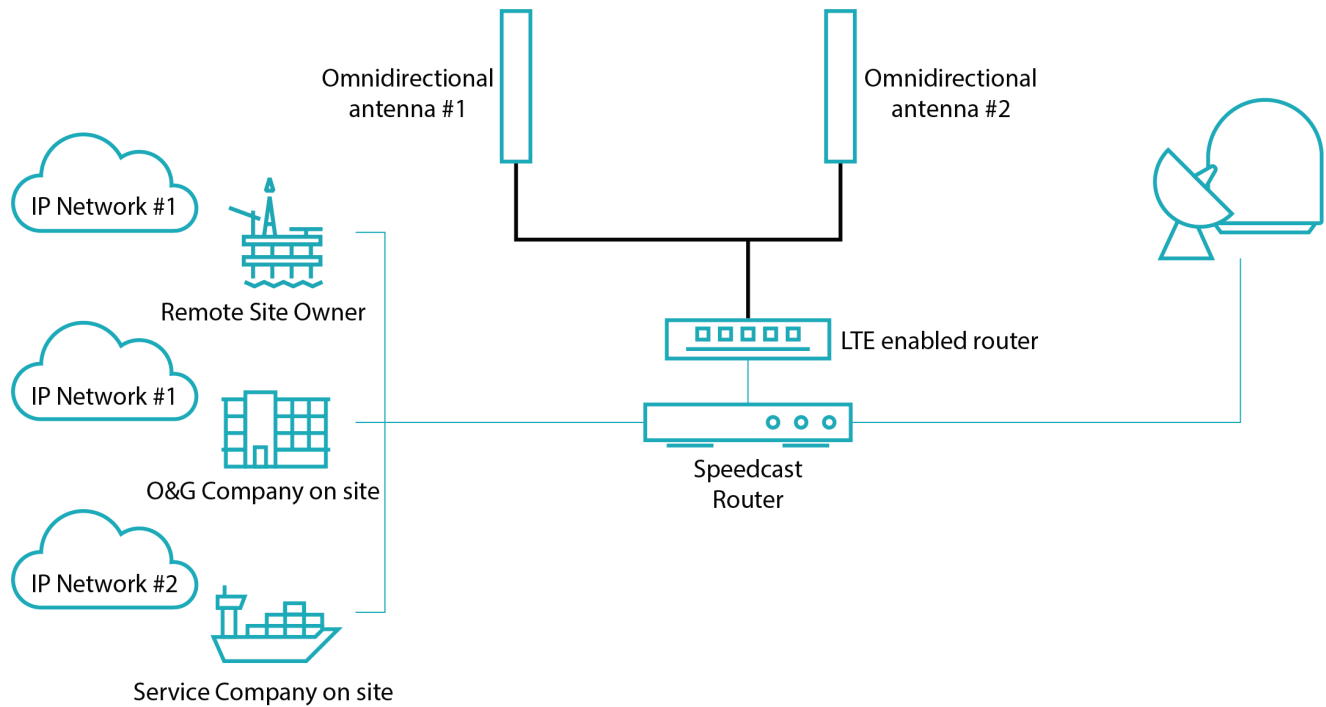 Omnidirectional
antenna #1
Omnidirectional
antenna #2
IP Network #1
Remote Site Owner
LTE enabled router
IP Network #1
O&G Company on site
Speedcast
Router
IP Network #2
Service Company on site